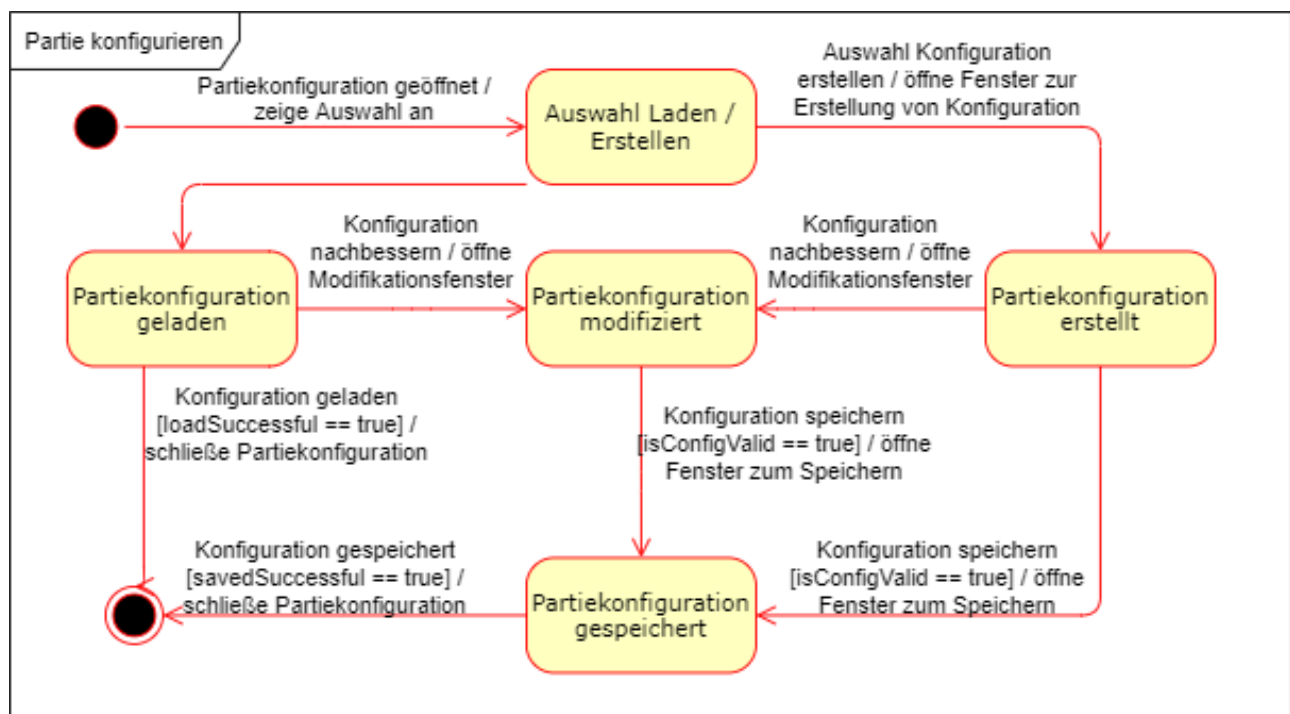 Partie konfigurieren
Partiekonfiguration geöffnet /
zeige Auswahl an
Auswahl Laden /
Erstellen
Auswahl Konfiguration
erstellen / öffne Fenster zur
Erstellung von Konfiguration
Partiekonfiguration
geladen
Konfiguration
nachbessern / öffne
Modifikationsfenster
Partiekonfiguration
modifiziert
Konfiguration
nachbessern / öffne
Modifikationsfenster
Partiekonfiguration
erstellt
Konfiguration geladen
[loadSuccessful == true] /
schließe Partiekonfiguration
Konfiguration speichern
[isConfigValid == true] / öffne
Fenster zum Speichern
Konfiguration gespeichert
[savedSuccessful == true] /
schließe Partiekonfiguration
Partiekonfiguration
gespeichert
Konfiguration speichern
[isConfigValid == true] / öffne
Fenster zum Speichern